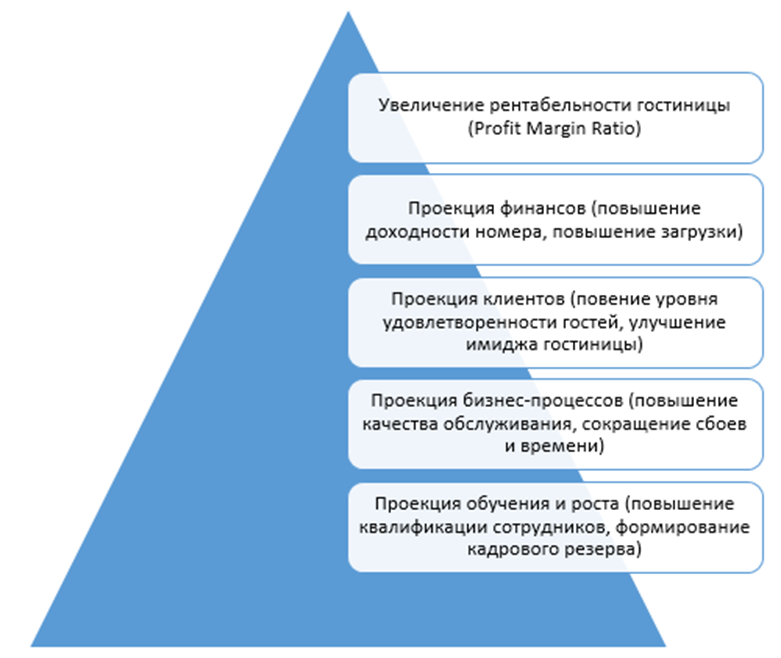 Увеличение рентабельности гостиницы
(Profit Margin Ratio)
Проекция финансов (повышение
доходности номера, повышение загрузки)
Проекция клиентов (повение уровня
удовлетворенности гостей, улучшение
имиджа гостиницы)
Проекция бизнес-процессов (повышение
качества обслуживания, сокращение сбоев
и времени)
Проекция обучения и роста (повышение
квалификации сотрудников, формирование
кадрового резерва)